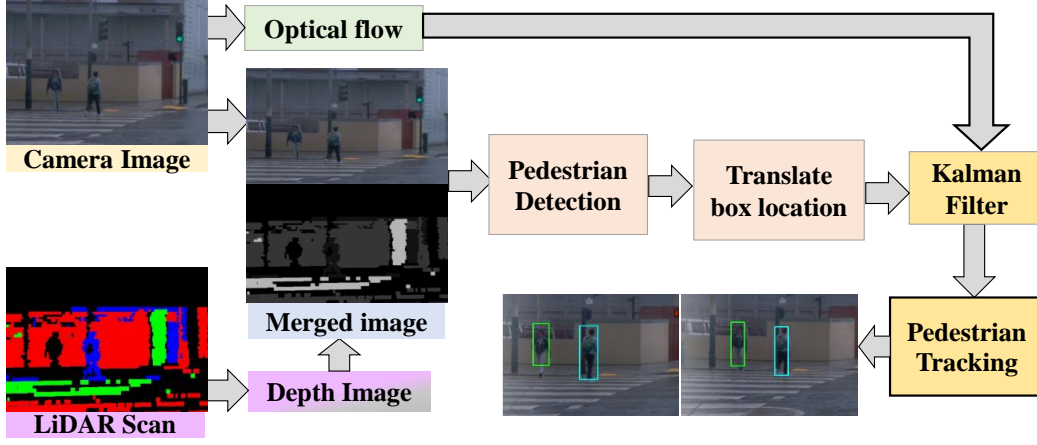 Optical flow
Camera Image
Pedestrian
Detection
Translate
box location
Kalman
Filter
Merged image
Pedestrian
Tracking
Depth Image
LiDAR Scan